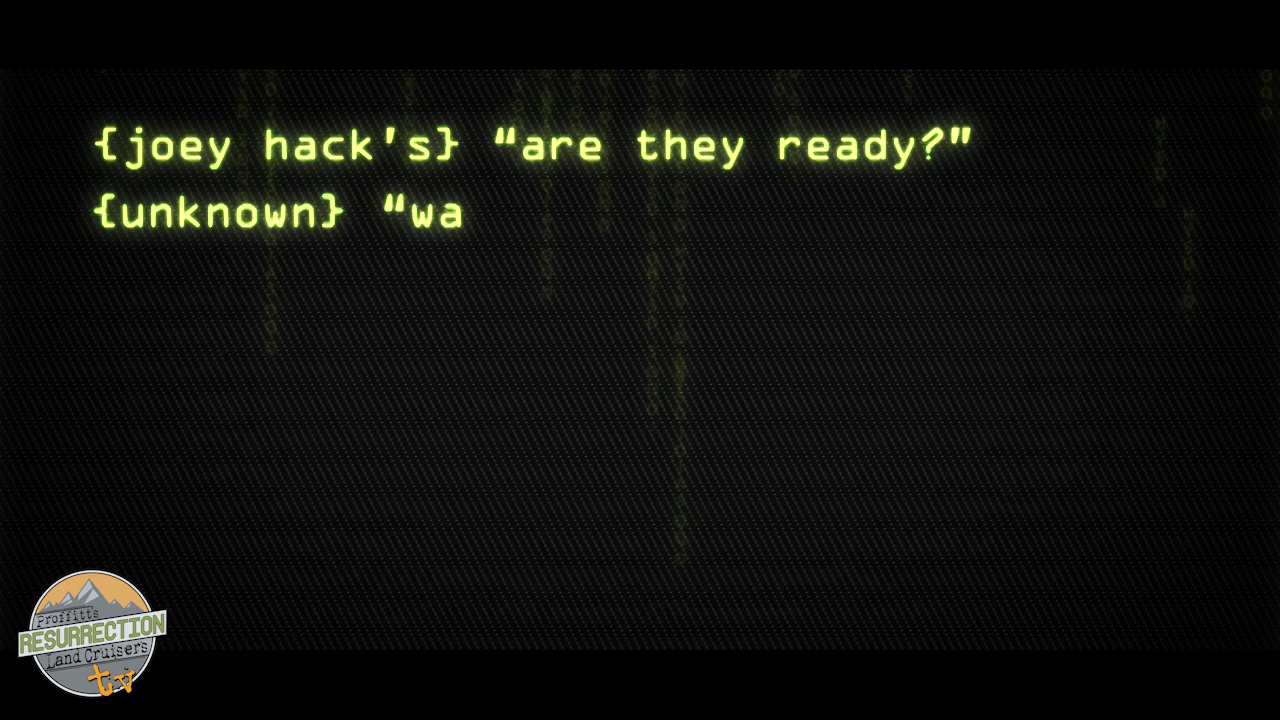 {joey hack's} “are they ready?”
{unknown} “wa
Proffitt's
RESURRECTION
Land Cruisers
tv